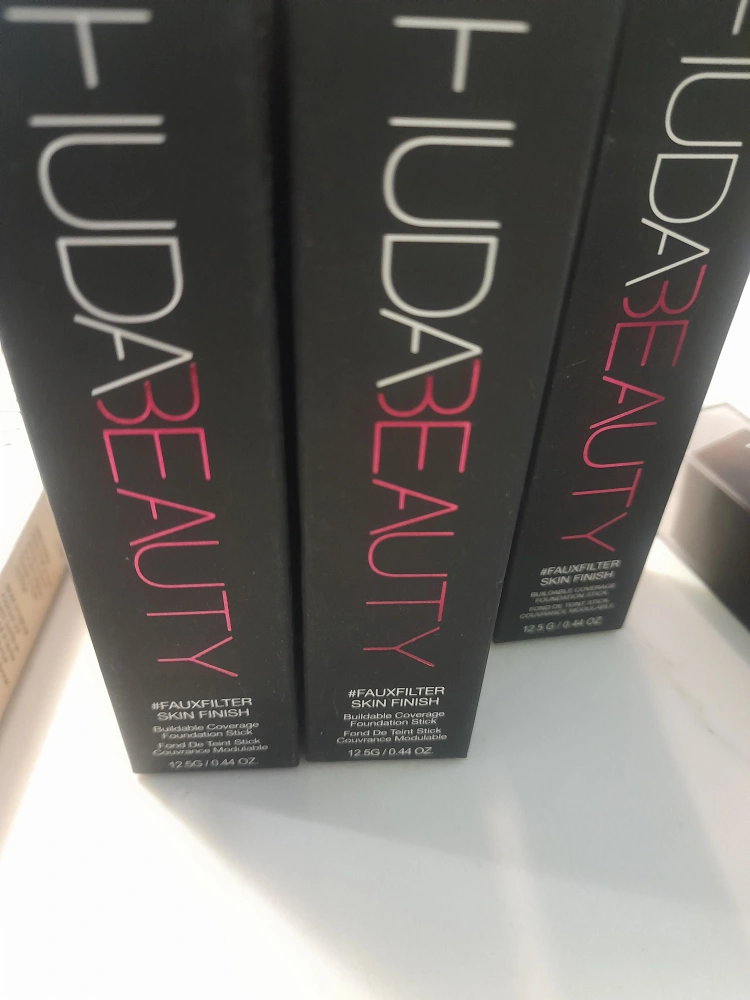 HUDABEAUTY
#FAUXFILTER
SKIN FINISH
Buildable Coverage
Foundation Stick
Fond De Teint Stick
Couvrance Modulable
12.5G / 0.44 OZ.
HUDABEAUTY
#FAUXFILTER
SKIN FINISH
Buildable Coverage
Foundation Stick
Fond De Teint Stick
Couvrance Modulable
12.5G / 0.44 OZ.
HUDABEAUTY
#FAUXFILTER
SKIN FINISH
BUILDABLE COVERAGE
FOUNDATION STICK
FOND DE TEINT STICK
COUVRANCE MODULABLE
12.5 G / 0.44 OZ.